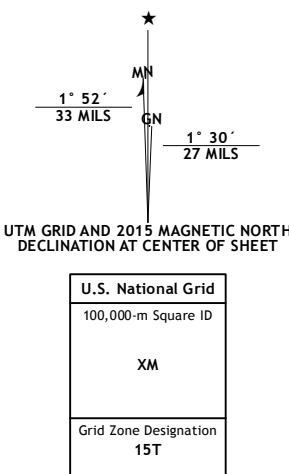 MN
1° 52´
33 MILS
GN
1° 30´
27 MILS
UTM GRID AND 2015 MAGNETIC NORTH
DECLINATION AT CENTER OF SHEET
U.S. National Grid
100,000-m Square ID
XM
Grid Zone Designation
15T